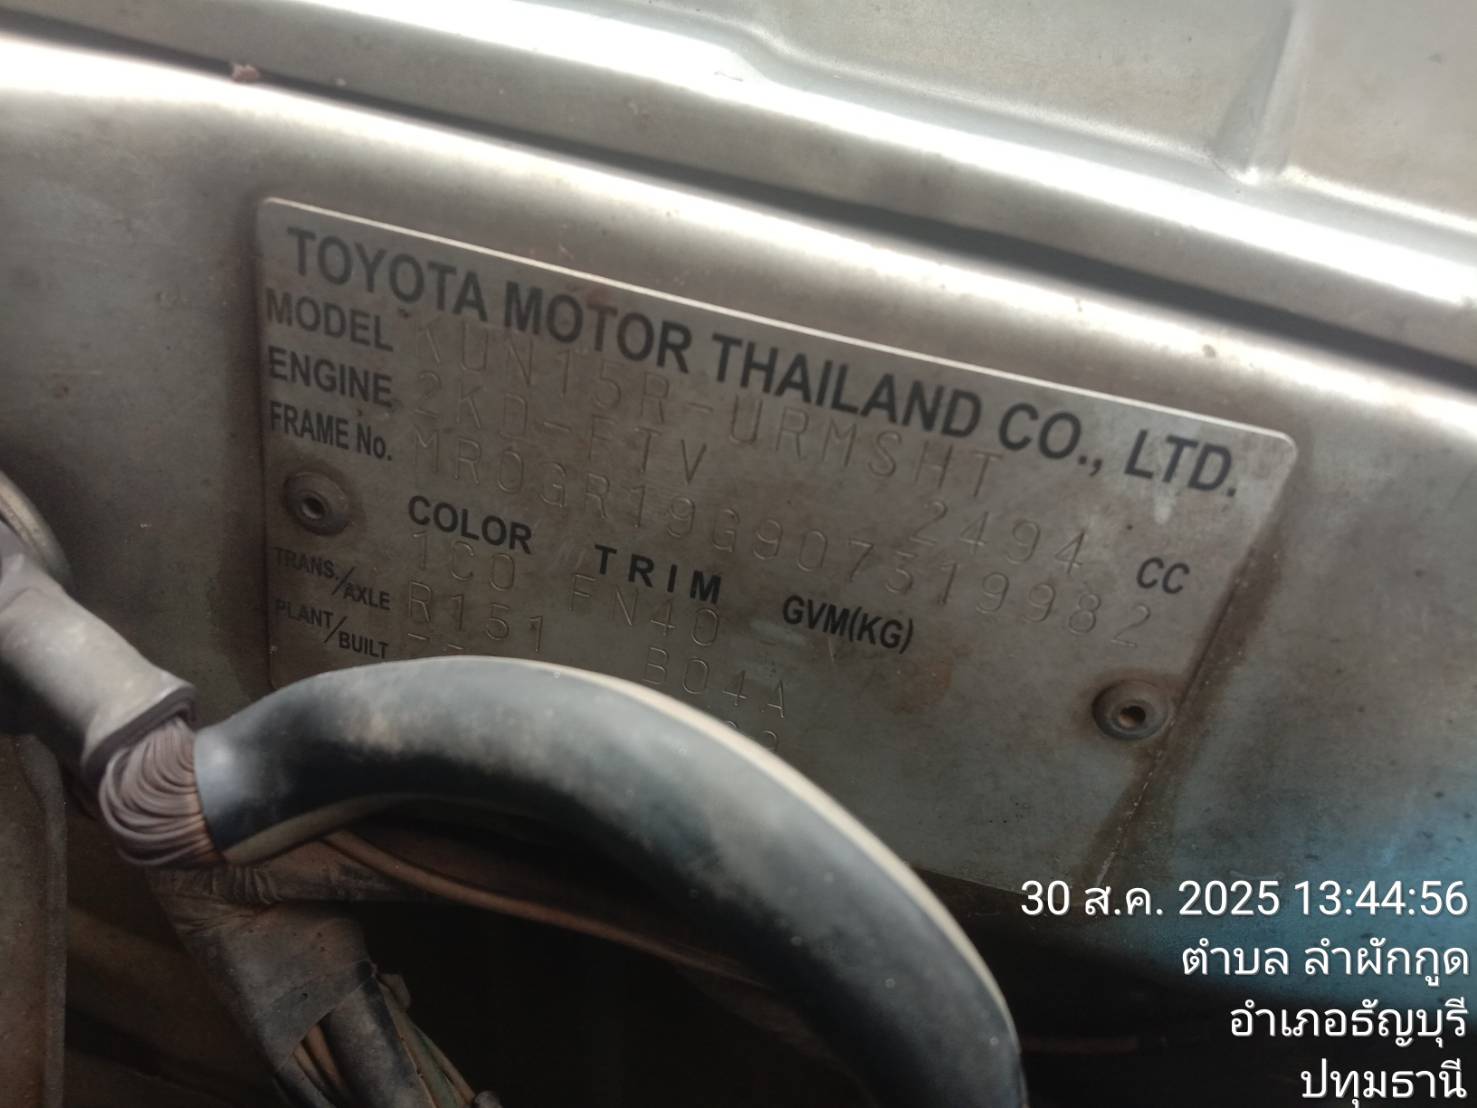 TOYOTA MOTOR THAILAND CO., LTD.
MODEL KUN15R-URMSHT
ENGINE 2KD-FTV 2494 CC
FRAME No. MR0GR19G907319982
COLOR TRIM GVM(KG)
1C0 FN40
TRANS./AXLE R151 B04A
PLANT/BUILT
30 ส.ค. 2025 13:44:56
ตำบล ลำผักกูด
อำเภอธัญบุรี
ปทุมธานี